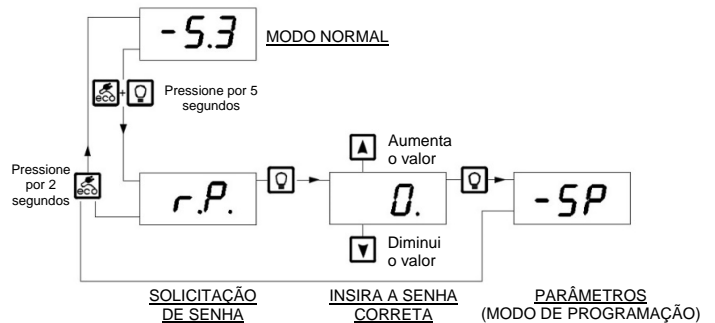 -5.3
MODO NORMAL
eco
+
Pressione por 5
segundos
Pressione
por 2
segundos
eco
r.P.
Aumenta
o valor
0.
Diminui
o valor
-SP
SOLICITAÇÃO
DE SENHA
INSIRA A SENHA
CORRETA
PARÂMETROS
(MODO DE PROGRAMAÇÃO)